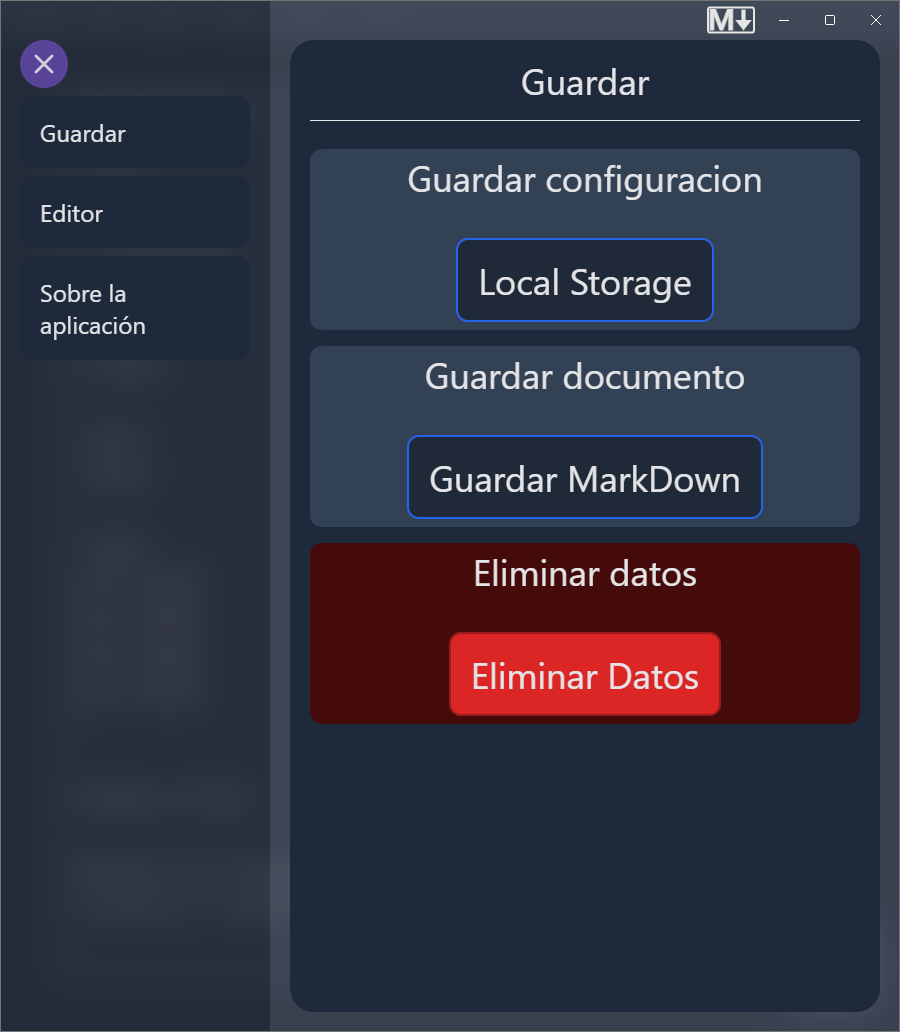 M↓
Guardar
Editor
Sobre la
aplicación
Guardar
Guardar configuracion
Local Storage
Guardar documento
Guardar MarkDown
Eliminar datos
Eliminar Datos